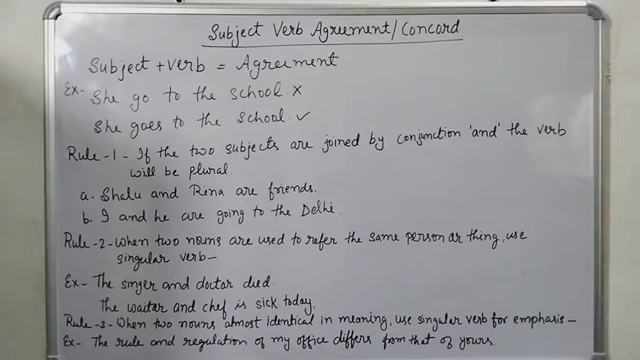 Subject Verb Agreement/Concord
Subject + Verb = Agreement
Ex- She go to the school. ×
She goes to the school. ✓
Rule-1- If the two subjects are joined by conjunction 'and' the verb
will be plural.
a. Shalu and Rina are friends.
b. I and he are going to the Delhi.
Rule-2- When two nouns are used to refer the same person or thing, use
singular verb-
Ex- The singer and doctor died.
The waiter and chef is sick today.
Rule-3- When two nouns almost identical in meaning, use singular verb for emphasis-
Ex- The rule and regulation of my office differs from that of yours.